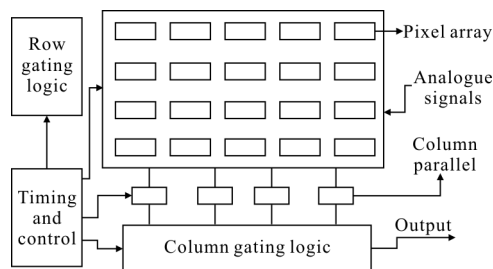 Row
gating
logic
Pixel array
Analogue
signals
Column
parallel
Timing
and
control
Output
Column gating logic